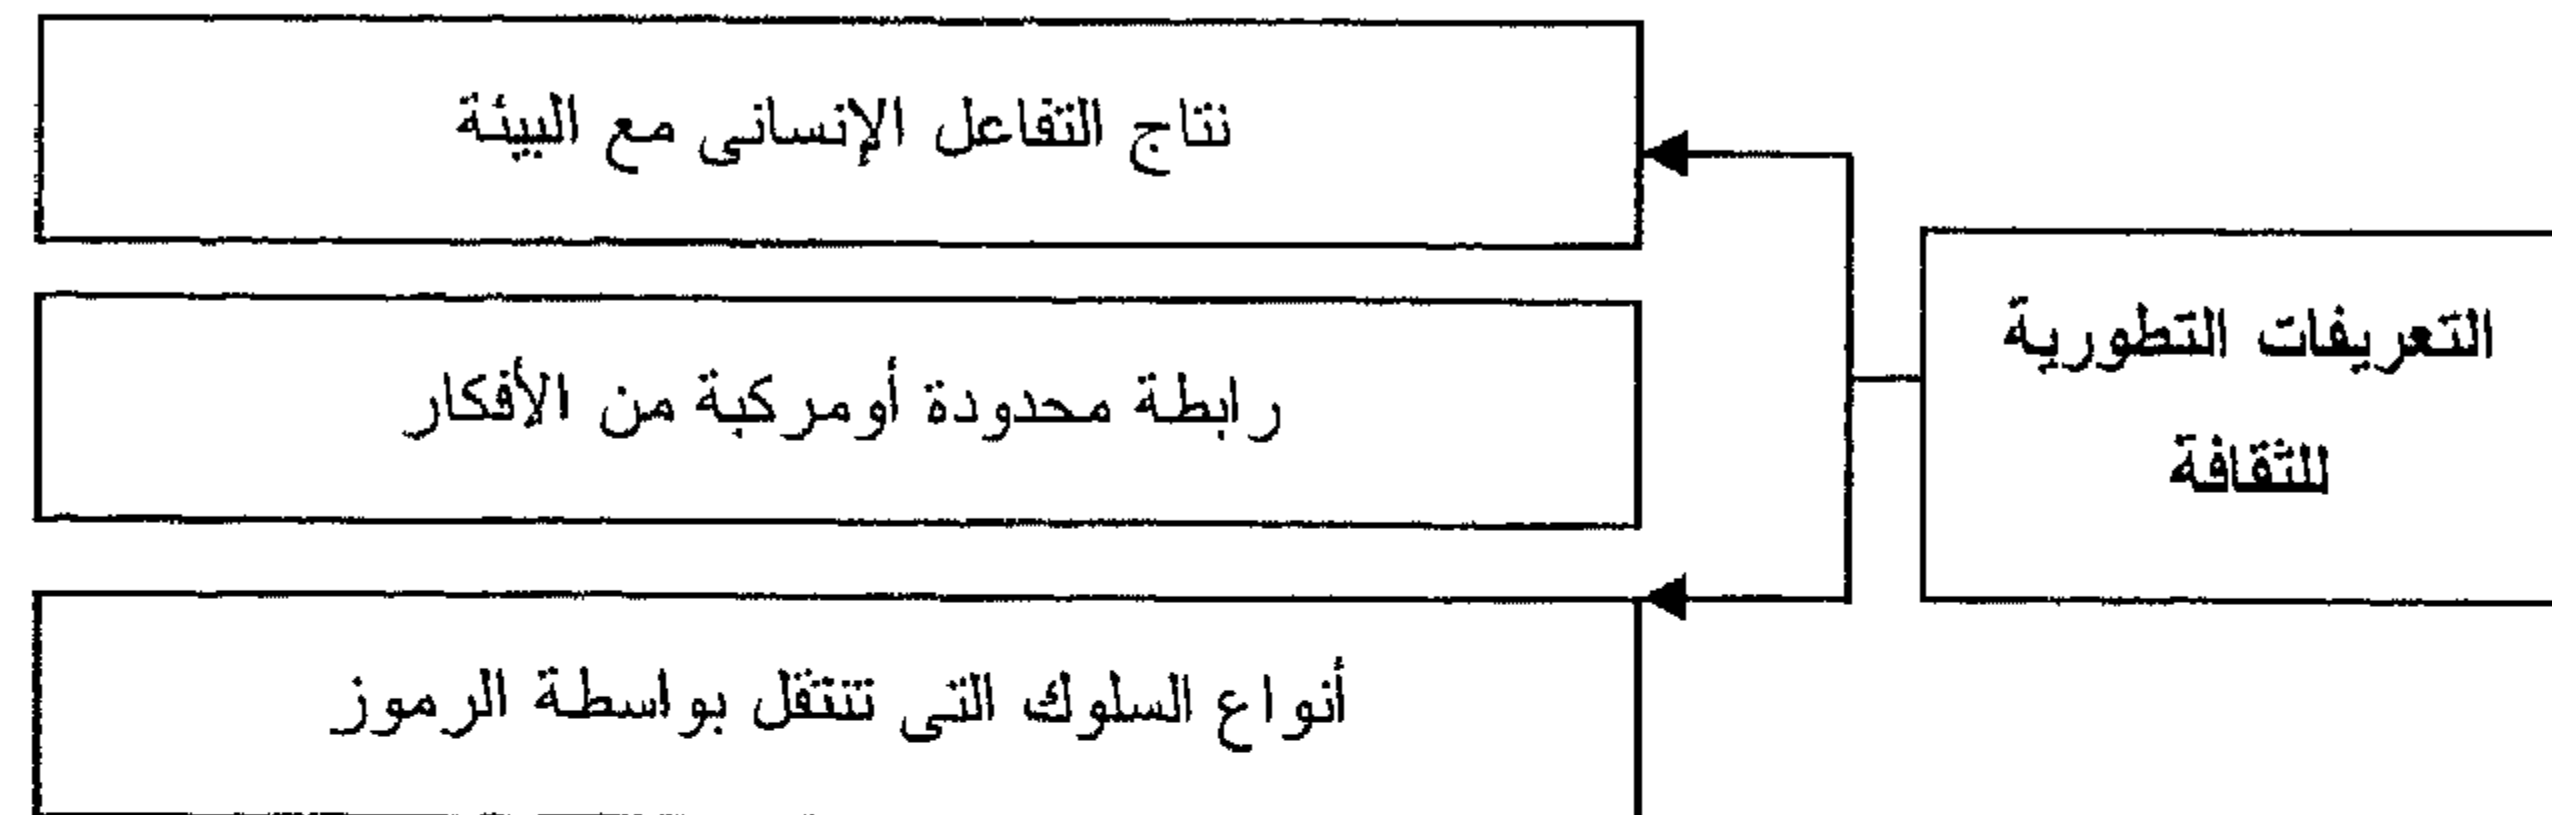 التعريفات التطورية
للثقافة
نتاج التفاعل الإنسانى مع البيئة
رابطة محدودة أومركبة من الأفكار
أنواع السلوك التى تنتقل بواسطة الرموز